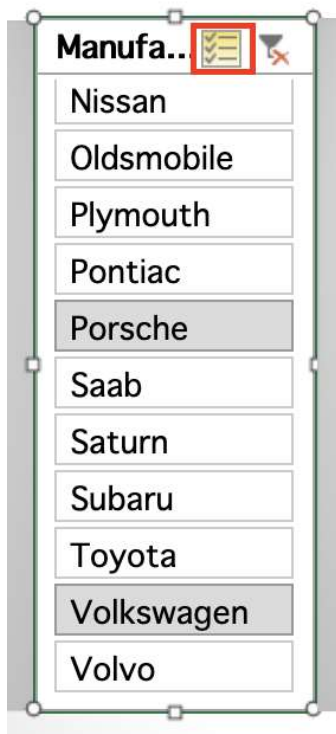 Manufa...
Nissan
Oldsmobile
Plymouth
Pontiac
Porsche
Saab
Saturn
Subaru
Toyota
Volkswagen
Volvo